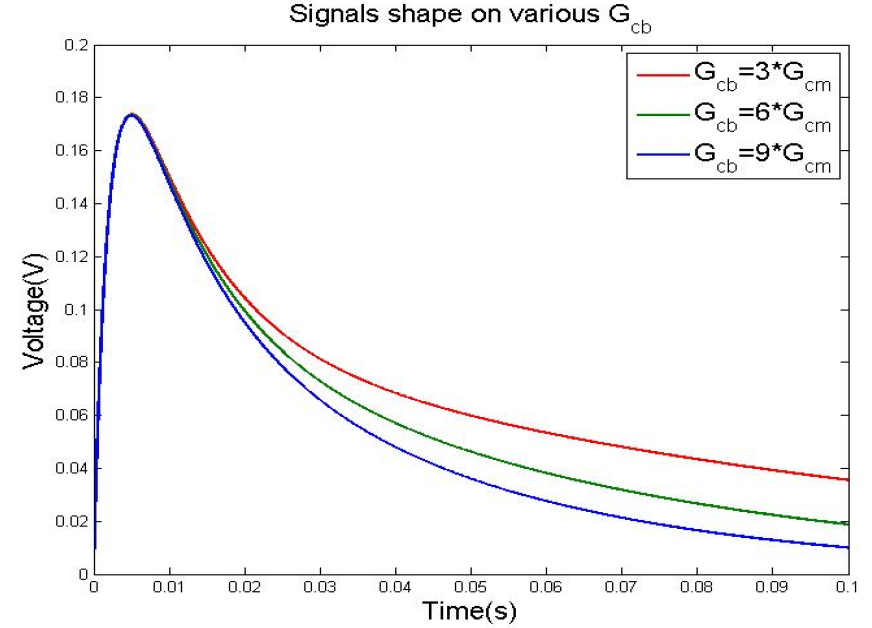 Signals shape on various G_cb
G_cb=3*G_cm
G_cb=6*G_cm
G_cb=9*G_cm
Voltage(V)
0.2
0.18
0.16
0.14
0.12
0.1
0.08
0.06
0.04
0.02
0
0 0.01 0.02 0.03 0.04 0.05 0.06 0.07 0.08 0.09 0.1
Time(s)